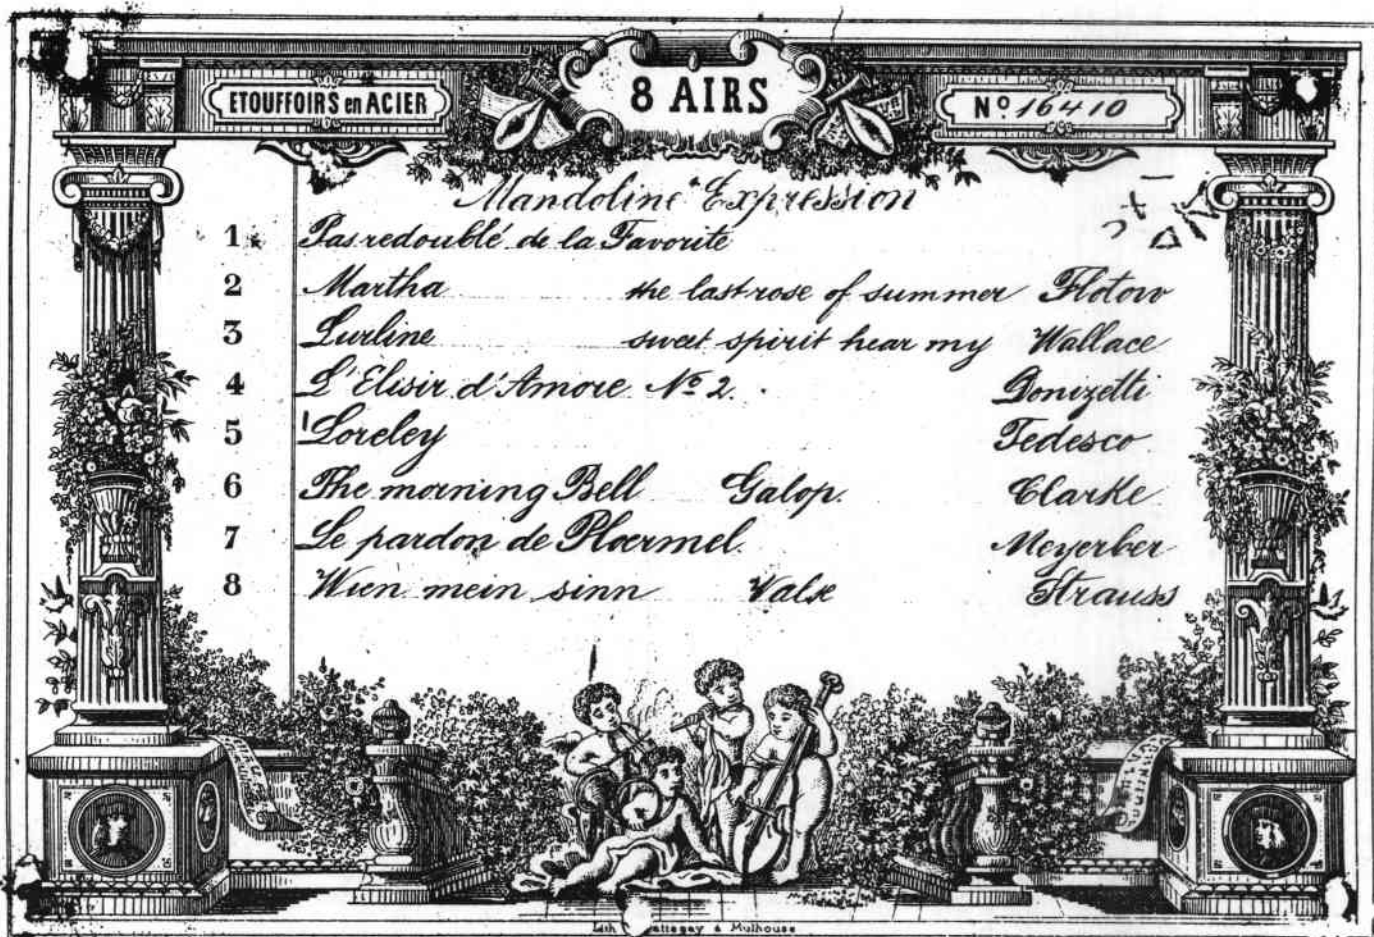 ETOUFFOIRS en ACIER
8 AIRS
Nº 16410
Mandoline Expression
1 Pas redoublé de la Favorite
2 Martha the last rose of summer Flotow
3 Lurline sweet spirit hear my Wallace
4 L'Elisir d'Amore Nº 2. Donizetti
5 Loreley Tedesco
6 The morning Bell Galop. Clarke
7 Le pardon de Ploermel. Meyerber
8 Wien mein sinn Valse Strauss
Lith à Mulhouse